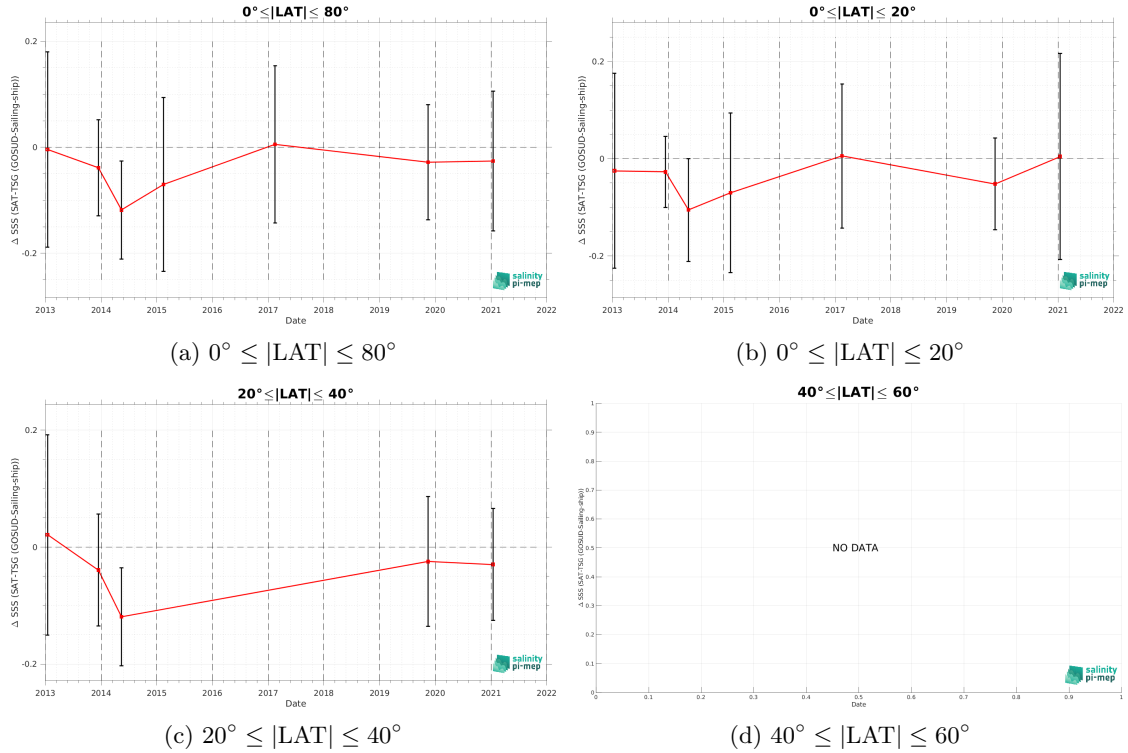 0°≤|LAT|≤ 80°
Δ SSS (SAT-TSG (GOSUD-Sailing-ship))
0.2
0
-0.2
2013 2014 2015 2016 2017 2018 2019 2020 2021 2022
Date
salinity
pi-mep
(a) 0° ≤ |LAT| ≤ 80°
0°≤|LAT|≤ 20°
Δ SSS (SAT-TSG (GOSUD-Sailing-ship))
0.2
0
-0.2
2013 2014 2015 2016 2017 2018 2019 2020 2021 2022
Date
salinity
pi-mep
(b) 0° ≤ |LAT| ≤ 20°
20°≤|LAT|≤ 40°
Δ SSS (SAT-TSG (GOSUD-Sailing-ship))
0.2
0
-0.2
2013 2014 2015 2016 2017 2018 2019 2020 2021 2022
Date
salinity
pi-mep
(c) 20° ≤ |LAT| ≤ 40°
40°≤|LAT|≤ 60°
Δ SSS (SAT-TSG (GOSUD-Sailing-ship))
1
0.9
0.8
0.7
0.6
0.5
0.4
0.3
0.2
0.1
0
NO DATA
0 0.1 0.2 0.3 0.4 0.5 0.6 0.7 0.8 0.9 1
Date
salinity
pi-mep
(d) 40° ≤ |LAT| ≤ 60°